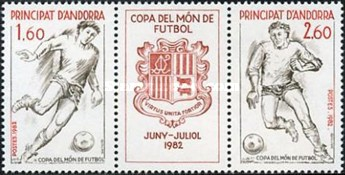 PRINCIPAT D'ANDORRA
1,60
POSTES 1982
COPA DEL MÓN DE FUTBOL
COPA DEL MÓN DE
FUTBOL
VIRTUS UNITA FORTIOR
JUNY-JULIOL
1982
PRINCIPAT D'ANDORRA
2,60
POSTES 1982
COPA DEL MÓN DE FUTBOL